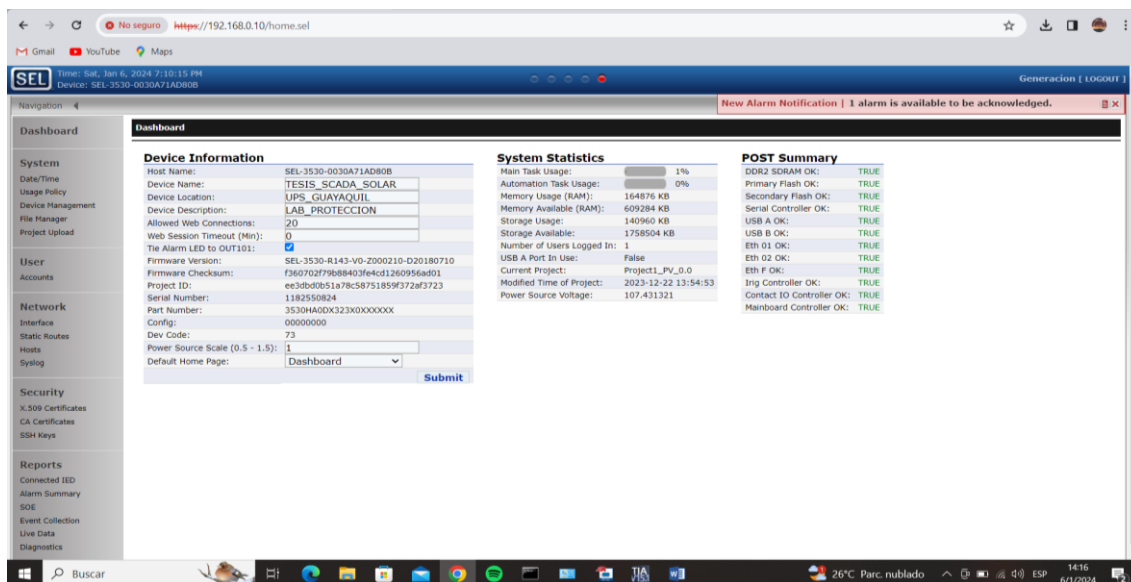 No seguro https://192.168.0.10/home.sel
Gmail YouTube Maps
SEL Time: Sat, Jan 6, 2024 7:10:15 PM
Device: SEL-3530-0030A71AD80B
Generacion [ LOGOUT ]
Navigation
New Alarm Notification | 1 alarm is available to be acknowledged.
Dashboard
System
Date/Time
Usage Policy
Device Management
File Manager
Project Upload
User
Accounts
Network
Interface
Static Routes
Hosts
Syslog
Security
X.509 Certificates
CA Certificates
SSH Keys
Reports
Connected IED
Alarm Summary
SOE
Event Collection
Live Data
Diagnostics
Dashboard
Device Information
Host Name: SEL-3530-0030A71AD80B
Device Name: TESIS_SCADA_SOLAR
Device Location: UPS_GUAYAQUIL
Device Description: LAB_PROTECCION
Allowed Web Connections: 20
Web Session Timeout (Min): 0
Tie Alarm LED to OUT101:
Firmware Version: SEL-3530-R143-V0-Z000210-D20180710
Firmware Checksum: f360702f79b88403fe4cd1260956ad01
Project ID: ee3dbd0b51a78c58751859f372af3723
Serial Number: 1182550824
Part Number: 3530HA0DX323X0XXXXXX
Config: 00000000
Dev Code: 73
Power Source Scale (0.5 - 1.5): 1
Default Home Page: Dashboard
Submit
System Statistics
Main Task Usage: 1%
Automation Task Usage: 0%
Memory Usage (RAM): 164876 KB
Memory Available (RAM): 609284 KB
Storage Usage: 140960 KB
Storage Available: 1758504 KB
Number of Users Logged In: 1
USB A Port In Use: False
Current Project: Project1_PV_0.0
Modified Time of Project: 2023-12-22 13:54:53
Power Source Voltage: 107.431321
POST Summary
DDR2 SDRAM OK: TRUE
Primary Flash OK: TRUE
Secondary Flash OK: TRUE
Serial Controller OK: TRUE
USB A OK: TRUE
USB B OK: TRUE
Eth 01 OK: TRUE
Eth 02 OK: TRUE
Eth F OK: TRUE
Irig Controller OK: TRUE
Contact IO Controller OK: TRUE
Mainboard Controller OK: TRUE
Buscar
TIA
26°C Parc. nublado
ESP
14:16
6/1/2024